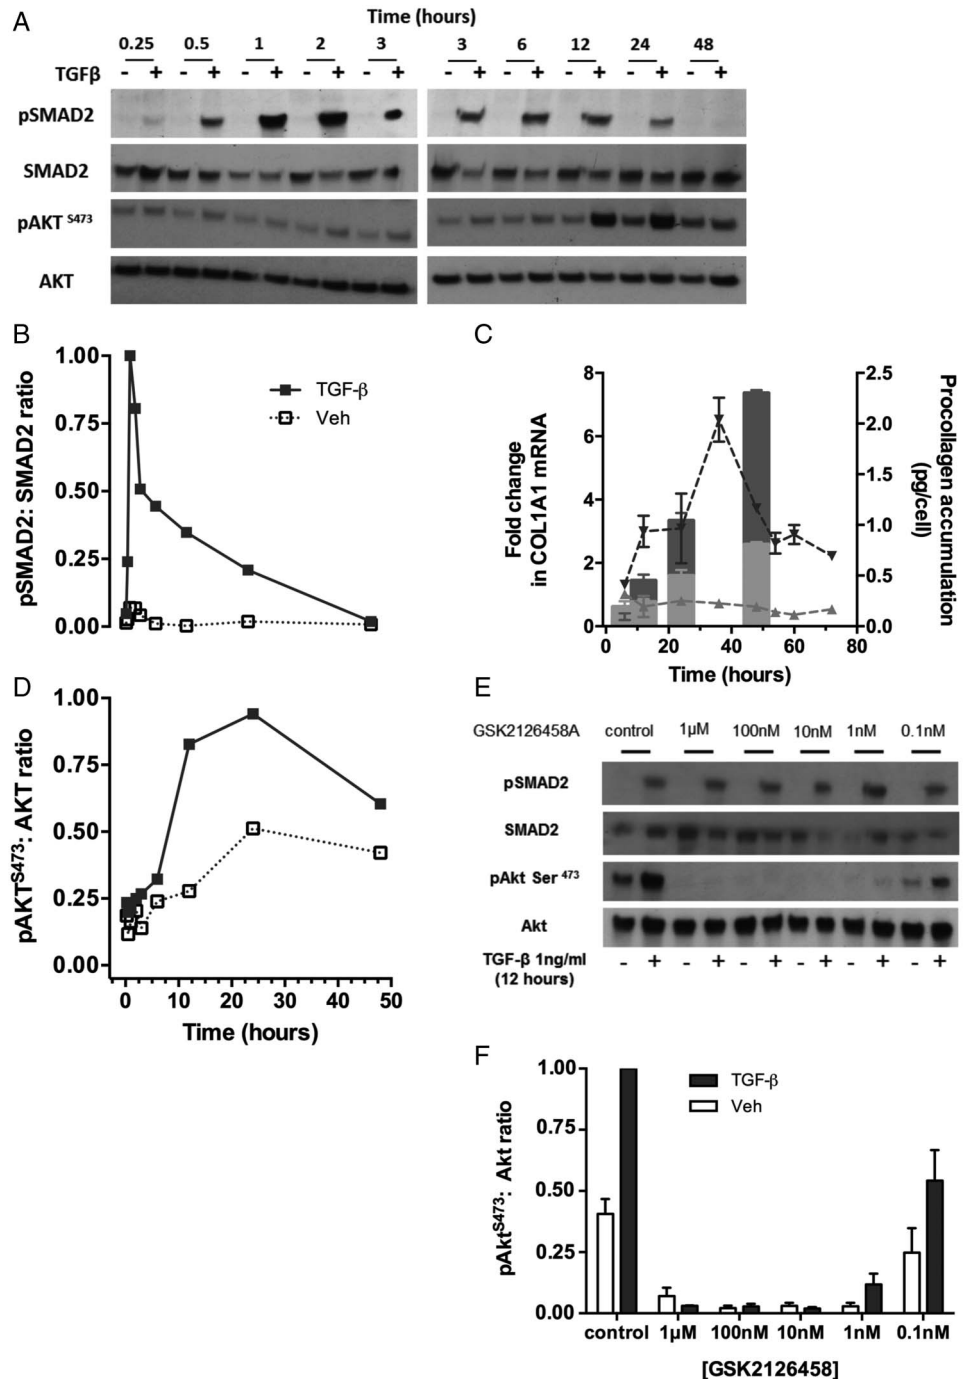 A
Time (hours)
0.25 0.5 1 2 3 3 6 12 24 48
TGFβ - + - + - + - + - + - + - + - + - + - +
pSMAD2
SMAD2
pAKT S473
AKT
B
pSMAD2: SMAD2 ratio
1.00
0.75
0.50
0.25
0.00
TGF-β
Veh
C
Fold change
in COL1A1 mRNA
8
6
4
2
0
2.5
2.0
1.5
1.0
0.5
0.0
Procollagen accumulation
(pg/cell)
0 20 40 60 80
Time (hours)
D
pAKTS473: AKT ratio
1.00
0.75
0.50
0.25
0.00
0 10 20 30 40 50
Time (hours)
E
GSK2126458A control 1µM 100nM 10nM 1nM 0.1nM
pSMAD2
SMAD2
pAkt Ser 473
Akt
TGF-β 1ng/ml - + - + - + - + - + - +
(12 hours)
F
pAktS473: Akt ratio
1.00
0.75
0.50
0.25
0.00
TGF-β
Veh
control 1µM 100nM 10nM 1nM 0.1nM
[GSK2126458]